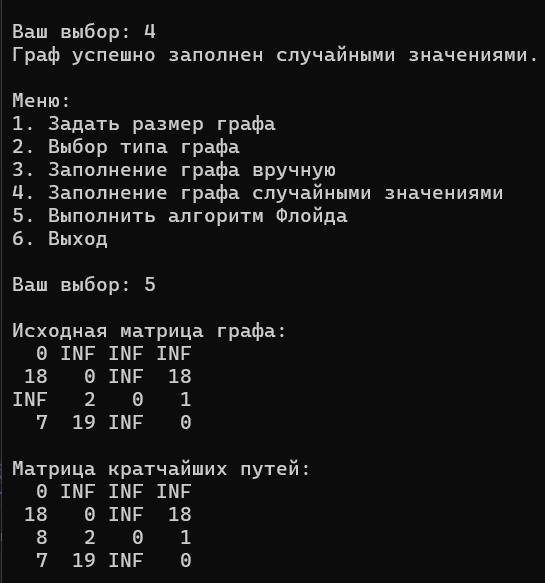 Ваш выбор: 4
Граф успешно заполнен случайными значениями.
Меню:
1. Задать размер графа
2. Выбор типа графа
3. Заполнение графа вручную
4. Заполнение графа случайными значениями
5. Выполнить алгоритм Флойда
6. Выход
Ваш выбор: 5
Исходная матрица графа:
0 INF INF INF
18 0 INF 18
INF 2 0 1
7 19 INF 0
Матрица кратчайших путей:
0 INF INF INF
18 0 INF 18
8 2 0 1
7 19 INF 0